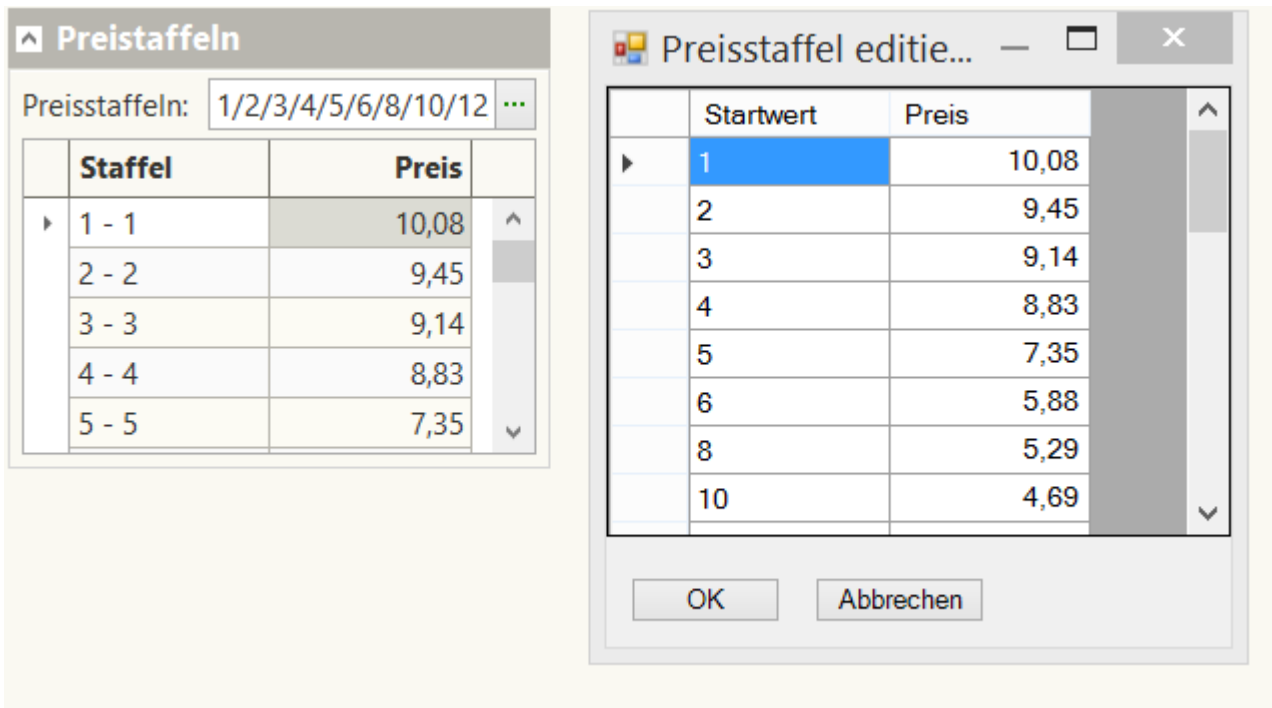 Preistaffeln
Preisstaffeln: 1/2/3/4/5/6/8/10/12 ...
Staffel Preis
1 - 1 10,08
2 - 2 9,45
3 - 3 9,14
4 - 4 8,83
5 - 5 7,35
Preisstaffel editie...
Startwert Preis
1 10,08
2 9,45
3 9,14
4 8,83
5 7,35
6 5,88
8 5,29
10 4,69
OK Abbrechen